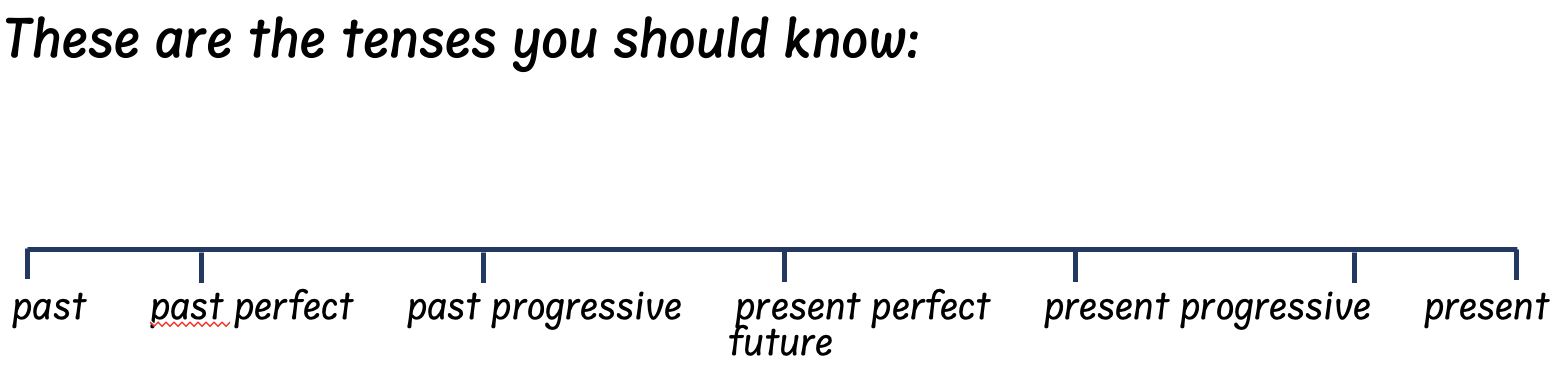 These are the tenses you should know:
past past perfect past progressive present perfect present progressive present
future